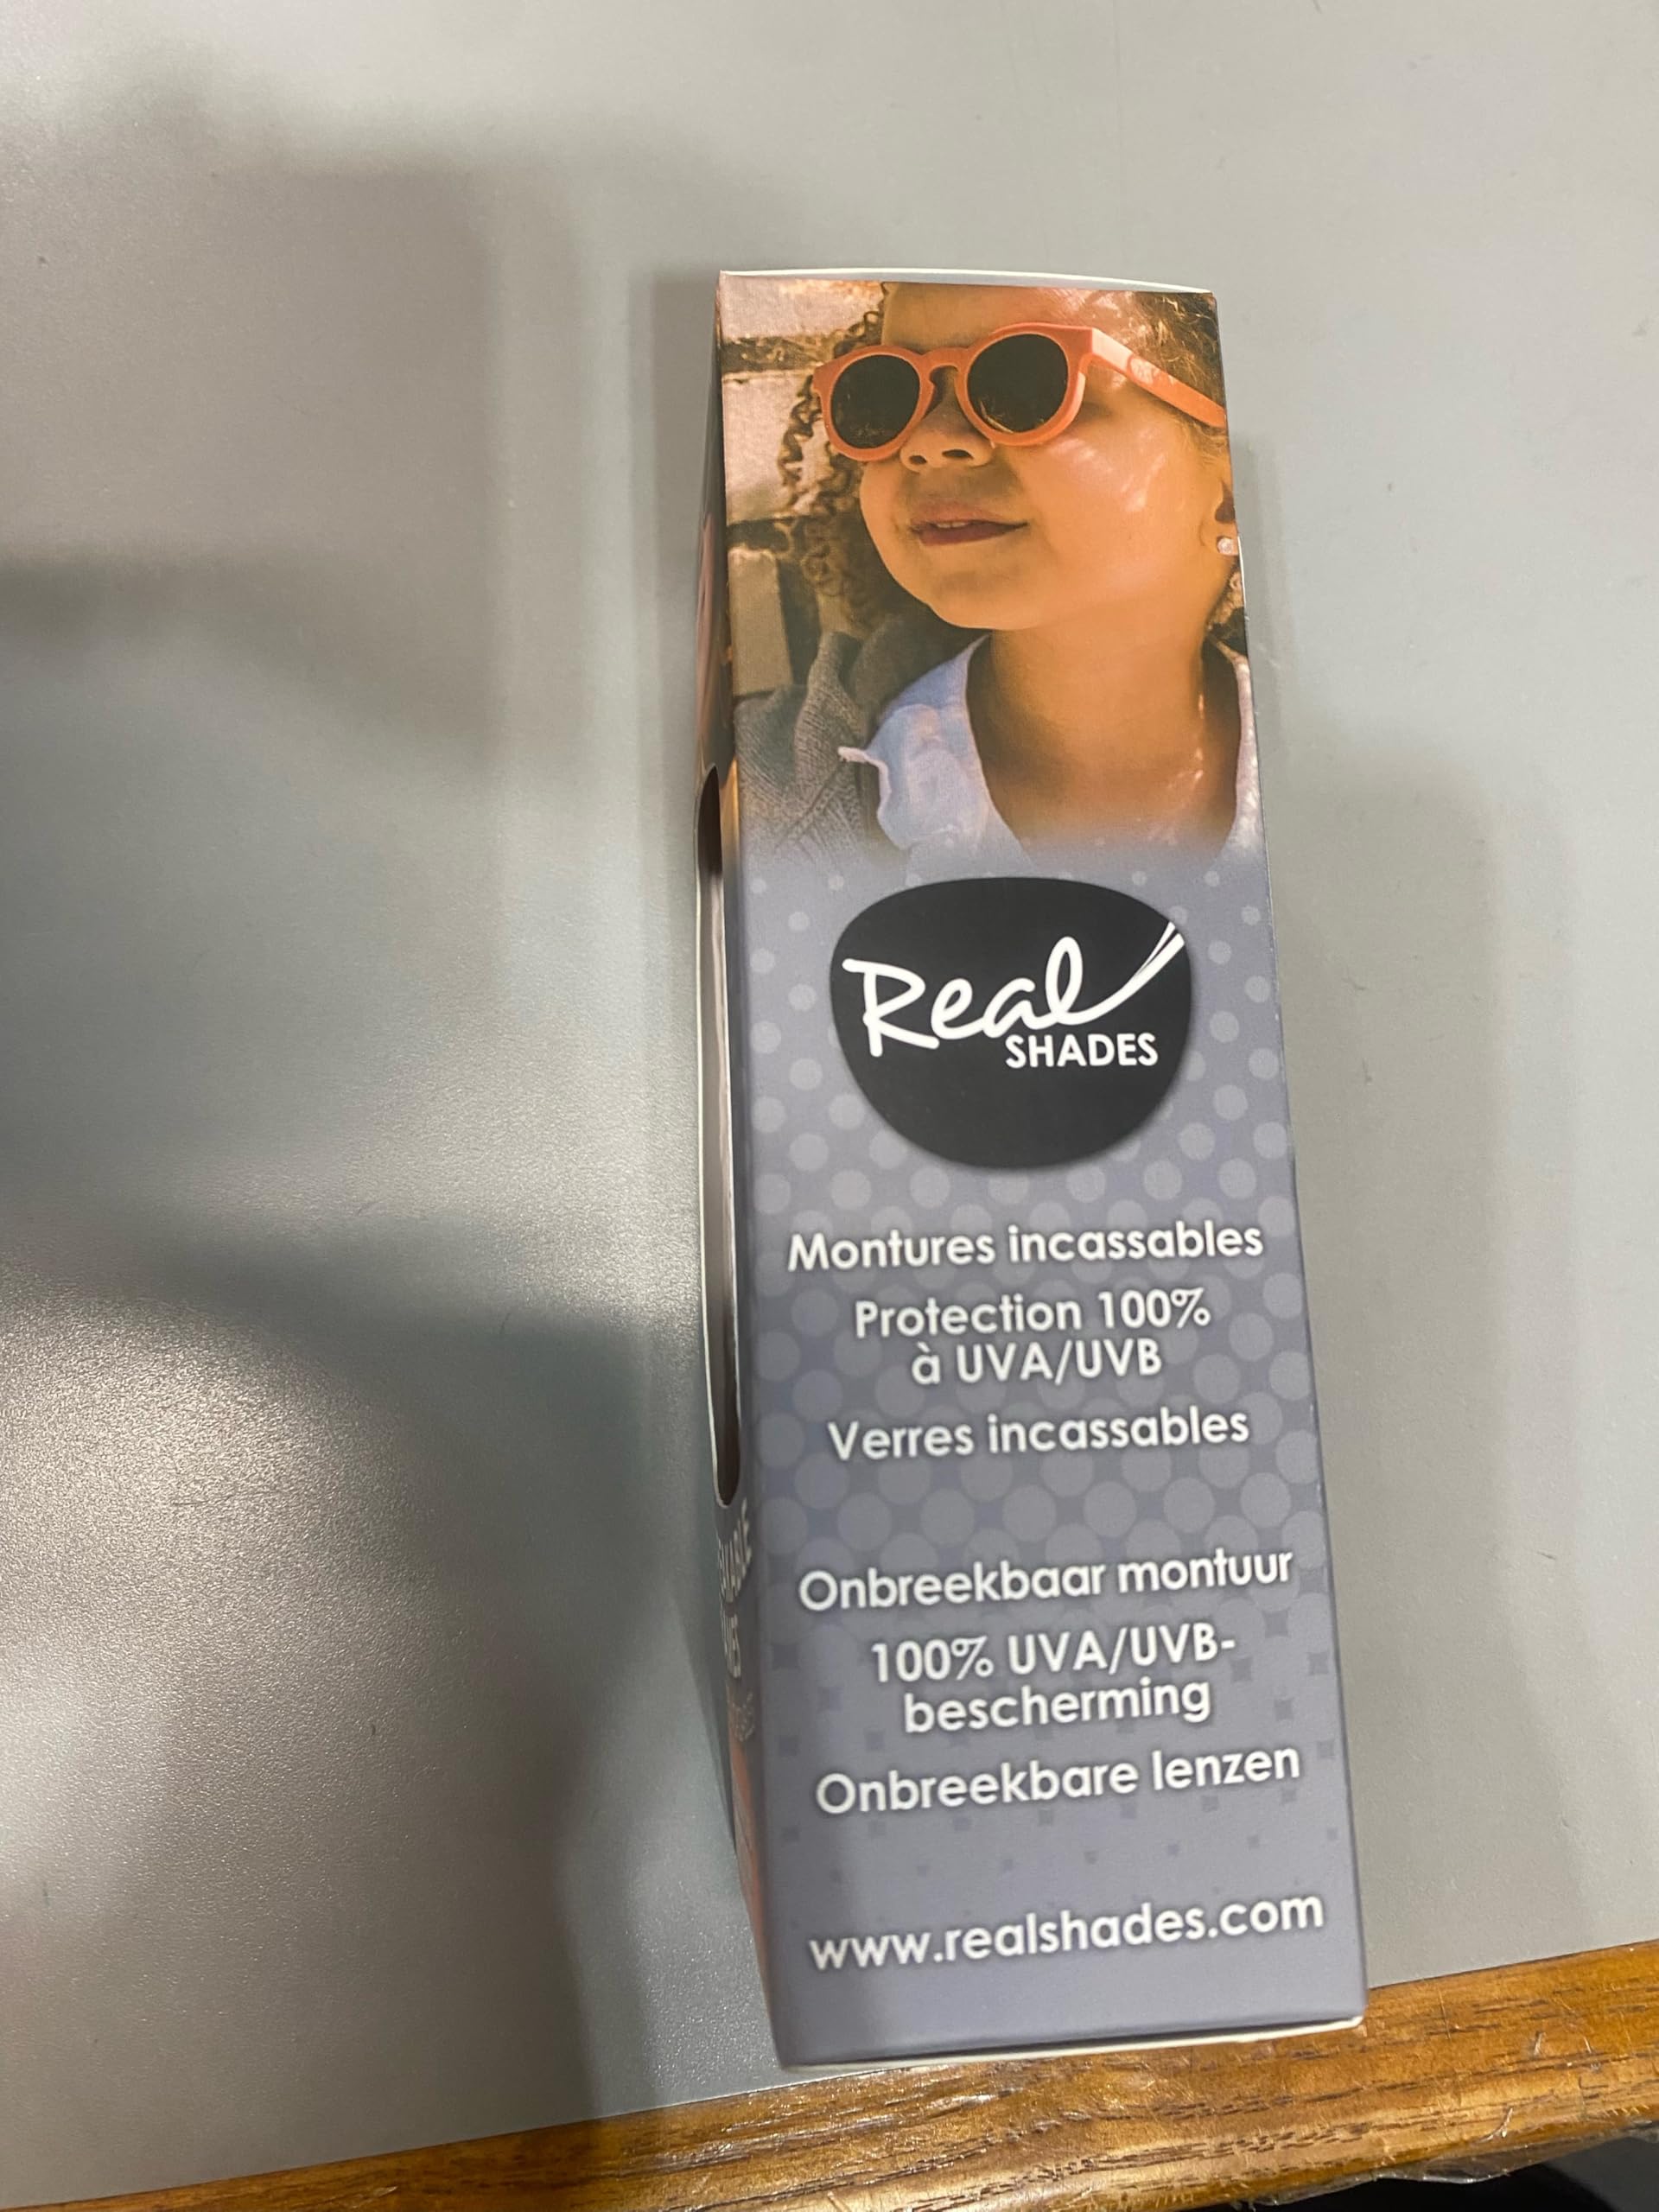 Real
SHADES
Montures incassables
Protection 100%
à UVA/UVB
Verres incassables
Onbreekbaar montuur
100% UVA/UVB-
bescherming
Onbreekbare lenzen
www.realshades.com